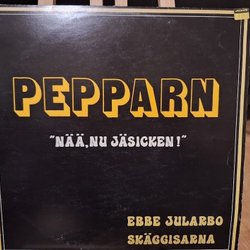 PEPPARN
"NÄÄ, NU JÄSICKEN!"
EBBE JULARBO
SKÄGGISARNA